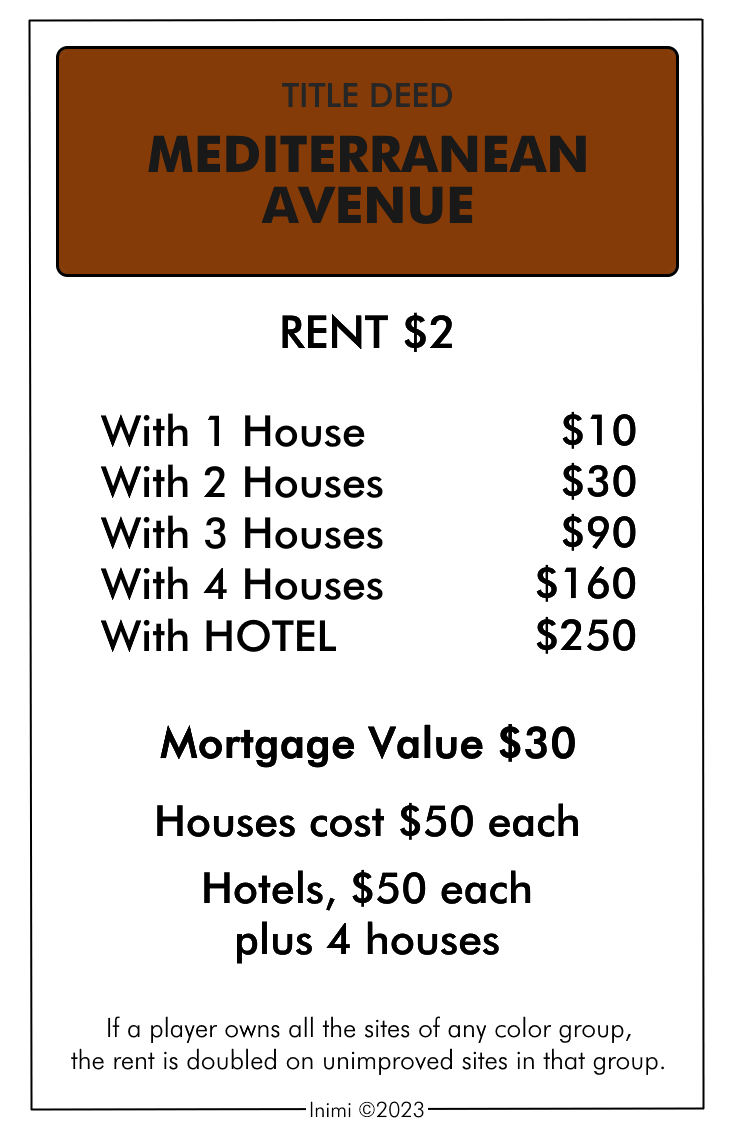 TITLE DEED
MEDITERRANEAN
AVENUE
RENT $2
With 1 House $10
With 2 Houses $30
With 3 Houses $90
With 4 Houses $160
With HOTEL $250
Mortgage Value $30
Houses cost $50 each
Hotels, $50 each
plus 4 houses
If a player owns all the sites of any color group,
the rent is doubled on unimproved sites in that group.
Inimi ©2023